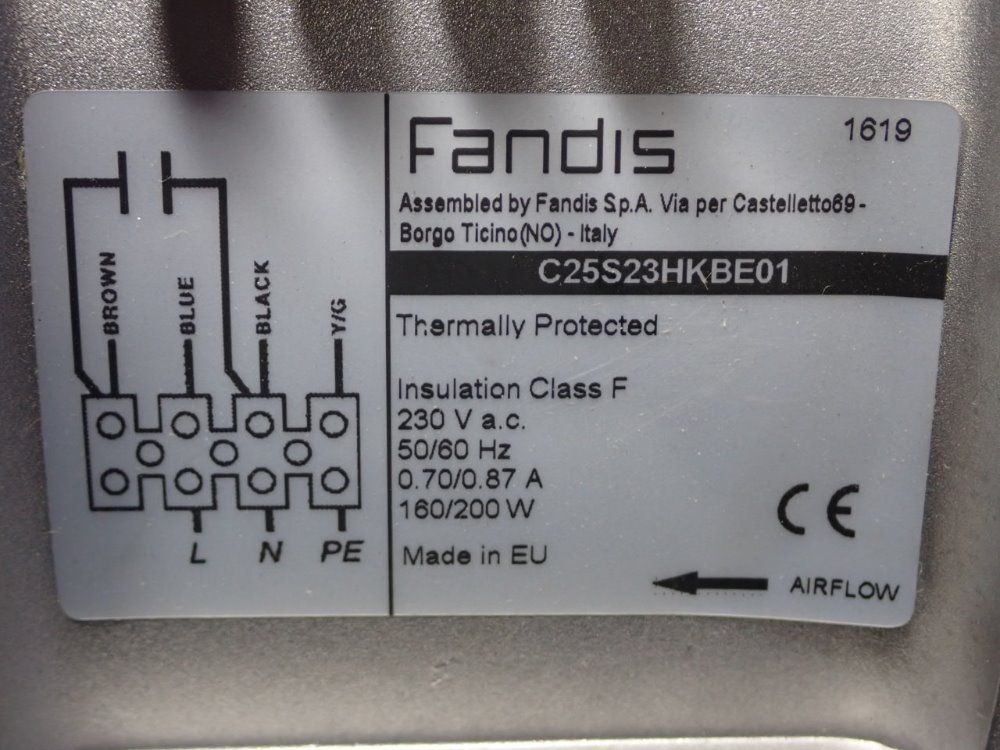 Fandis
1619
Assembled by Fandis S.p.A. Via per Castelletto69-
Borgo Ticino(NO) - Italy
C25S23HKBE01
Thermally Protected
Insulation Class F
230 V a.c.
50/60 Hz
0.70/0.87 A
160/200 W
Made in EU
CE
AIRFLOW
BROWN
BLUE
BLACK
Y/G
L N PE